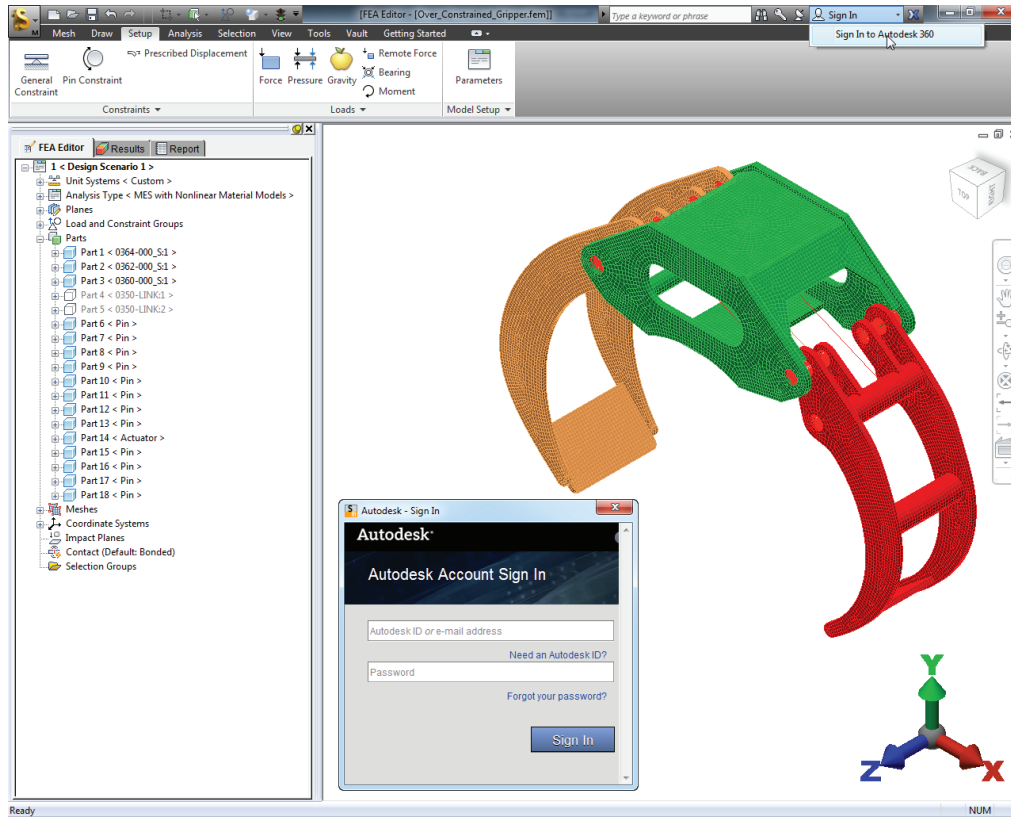 [FEA Editor - [Over_Constrained_Gripper.fem]]
Type a keyword or phrase
Sign In
Sign In to Autodesk 360
M
Mesh Draw Setup Analysis Selection View Tools Vault Getting Started
General Constraint
Pin Constraint
Prescribed Displacement
Force Pressure Gravity
Remote Force
Bearing
Moment
Parameters
Constraints
Loads
Model Setup
FEA Editor Results Report
1 < Design Scenario 1 >
Unit Systems < Custom >
Analysis Type < MES with Nonlinear Material Models >
Planes
Load and Constraint Groups
Parts
Part 1 < 0364-000_S:1 >
Part 2 < 0362-000_S:1 >
Part 3 < 0360-000_S:1 >
Part 4 < 0350-LINK:1 >
Part 5 < 0350-LINK:2 >
Part 6 < Pin >
Part 7 < Pin >
Part 8 < Pin >
Part 9 < Pin >
Part 10 < Pin >
Part 11 < Pin >
Part 12 < Pin >
Part 13 < Pin >
Part 14 < Actuator >
Part 15 < Pin >
Part 16 < Pin >
Part 17 < Pin >
Part 18 < Pin >
Meshes
Coordinate Systems
Impact Planes
Contact (Default: Bonded)
Selection Groups
BACK
TOP
RIGHT
Autodesk - Sign In
Autodesk
Autodesk Account Sign In
Autodesk ID or e-mail address
Need an Autodesk ID?
Password
Forgot your password?
Sign In
Y
Z
X
Ready
NUM